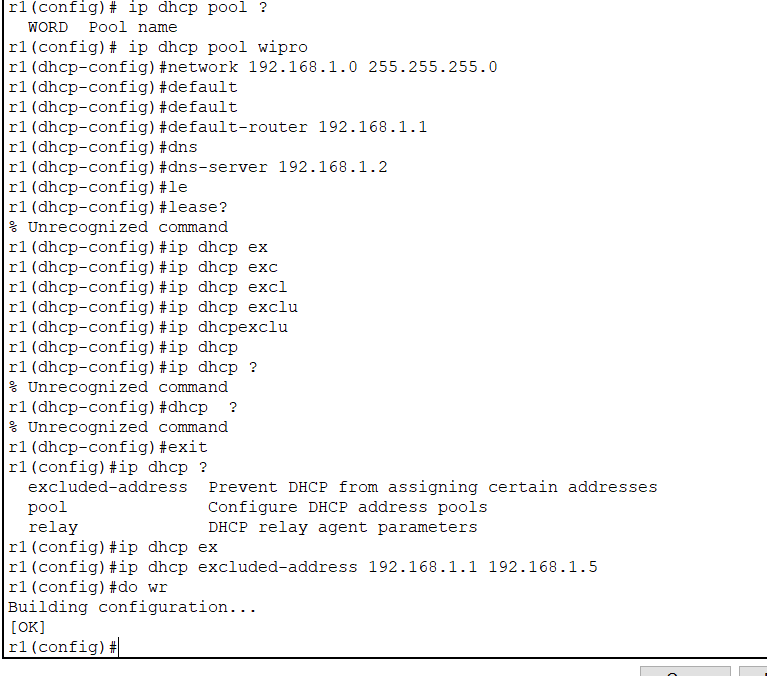 r1(config)# ip dhcp pool ?
  WORD  Pool name
r1(config)# ip dhcp pool wipro
r1(dhcp-config)#network 192.168.1.0 255.255.255.0
r1(dhcp-config)#default
r1(dhcp-config)#default
r1(dhcp-config)#default-router 192.168.1.1
r1(dhcp-config)#dns
r1(dhcp-config)#dns-server 192.168.1.2
r1(dhcp-config)#le
r1(dhcp-config)#lease?
% Unrecognized command
r1(dhcp-config)#ip dhcp ex
r1(dhcp-config)#ip dhcp exc
r1(dhcp-config)#ip dhcp excl
r1(dhcp-config)#ip dhcp exclu
r1(dhcp-config)#ip dhcpexclu
r1(dhcp-config)#ip dhcp
r1(dhcp-config)#ip dhcp ?
% Unrecognized command
r1(dhcp-config)#dhcp  ?
% Unrecognized command
r1(dhcp-config)#exit
r1(config)#ip dhcp ?
  excluded-address  Prevent DHCP from assigning certain addresses
  pool              Configure DHCP address pools
  relay             DHCP relay agent parameters
r1(config)#ip dhcp ex
r1(config)#ip dhcp excluded-address 192.168.1.1 192.168.1.5
r1(config)#do wr
Building configuration...
[OK]
r1(config)#